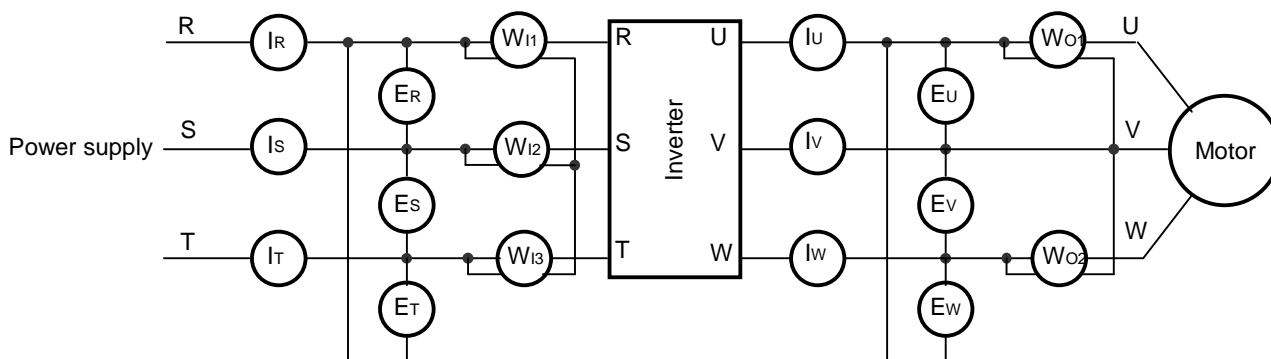 R IR WI1 R U IU WO1 U
ER EU
Power supply S IS WI2 S Inverter V IV V Motor
ES EV
T IT WI3 T W IW WO2 W
ET EW